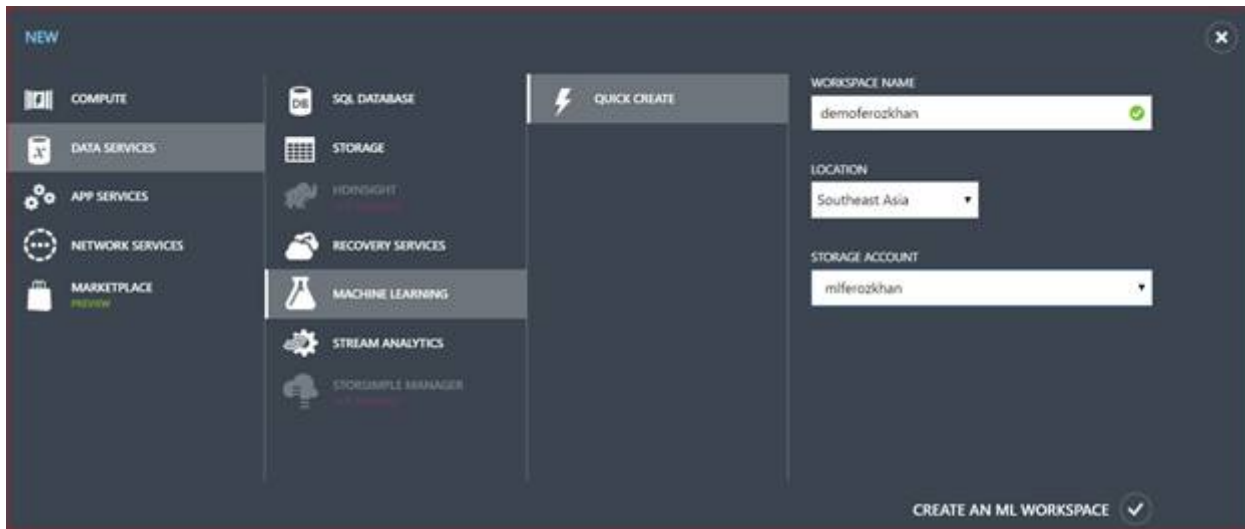 NEW
COMPUTE
DATA SERVICES
APP SERVICES
NETWORK SERVICES
MARKETPLACE
PREVIEW
DB
SQL DATABASE
STORAGE
HDINSIGHT
RECOVERY SERVICES
MACHINE LEARNING
STREAM ANALYTICS
STORSIMPLE MANAGER
QUICK CREATE
WORKSPACE NAME
demoferozkhan
LOCATION
Southeast Asia
STORAGE ACCOUNT
mlferozkhan
CREATE AN ML WORKSPACE